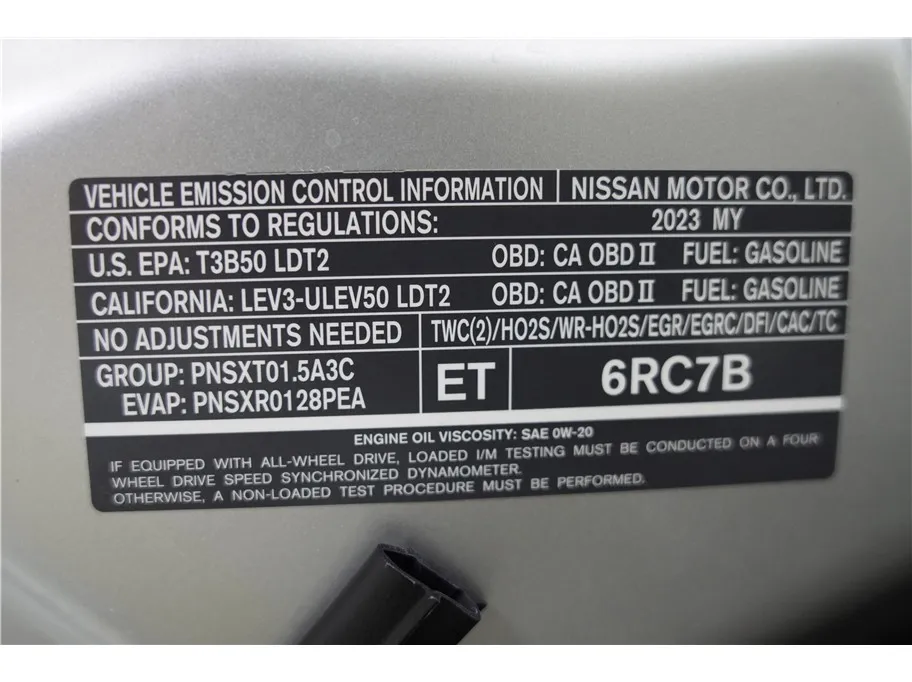 VEHICLE EMISSION CONTROL INFORMATION NISSAN MOTOR CO., LTD.
CONFORMS TO REGULATIONS: 2023 MY
U.S. EPA: T3B50 LDT2 OBD: CA OBD II FUEL: GASOLINE
CALIFORNIA: LEV3-ULEV50 LDT2 OBD: CA OBD II FUEL: GASOLINE
NO ADJUSTMENTS NEEDED TWC(2)/HO2S/WR-HO2S/EGR/EGRC/DFI/CAC/TC
GROUP: PNSXT01.5A3C
EVAP: PNSXR0128PEA
ET
6RC7B
ENGINE OIL VISCOSITY: SAE 0W-20
IF EQUIPPED WITH ALL-WHEEL DRIVE, LOADED I/M TESTING MUST BE CONDUCTED ON A FOUR
WHEEL DRIVE SPEED SYNCHRONIZED DYNAMOMETER.
OTHERWISE, A NON-LOADED TEST PROCEDURE MUST BE PERFORMED.